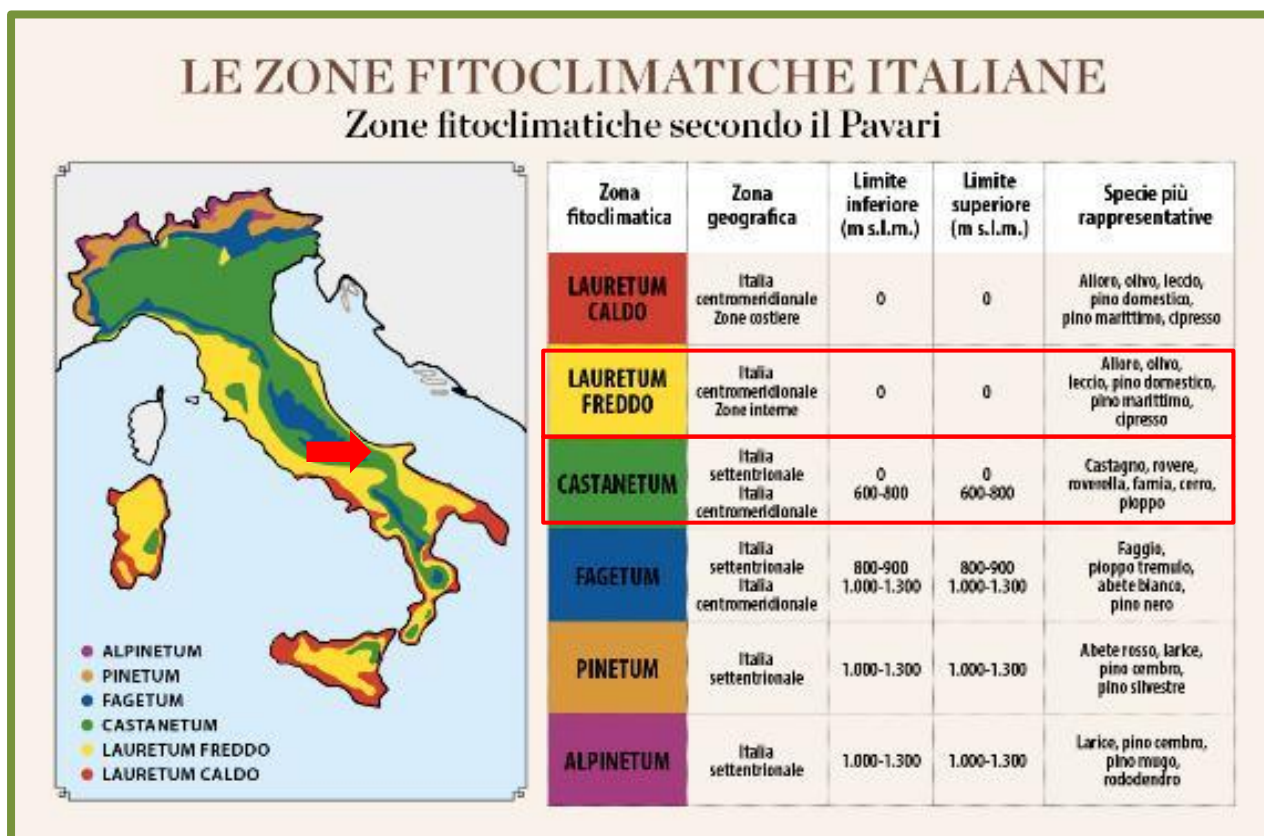 LE ZONE FITOCLIMATICHE ITALIANE
Zone fitoclimatiche secondo il Pavari
ALPINETUM
PINETUM
FAGETUM
CASTANETUM
LAURETUM FREDDO
LAURETUM CALDO
Zona
fitoclimatica
Zona
geografica
Limite
inferiore
(m s.l.m.)
Limite
superiore
(m s.l.m.)
Specie più
rappresentative
LAURETUM
CALDO
Italia
centromeridionale
Zone costiere
0
0
Alloro, olivo, leccio,
pino domestico,
pino marittimo, cipresso
LAURETUM
FREDDO
Italia
centromeridionale
Zone interne
0
0
Alloro, olivo,
leccio, pino domestico,
pino marittimo,
cipresso
CASTANETUM
Italia
settentrionale
Italia
centromeridionale
0
600-800
0
600-800
Castagno, rovere,
roverella, farnia, cerro,
pioppo
FAGETUM
Italia
settentrionale
Italia
centromeridionale
800-900
1.000-1.300
800-900
1.000-1.300
Faggio,
pioppo tremulo,
abete bianco,
pino nero
PINETUM
Italia
settentrionale
1.000-1.300
1.000-1.300
Abete rosso, larice,
pino cembro,
pino silvestre
ALPINETUM
Italia
settentrionale
1.000-1.300
1.000-1.300
Larice, pino cembro,
pino mugo,
rododendro